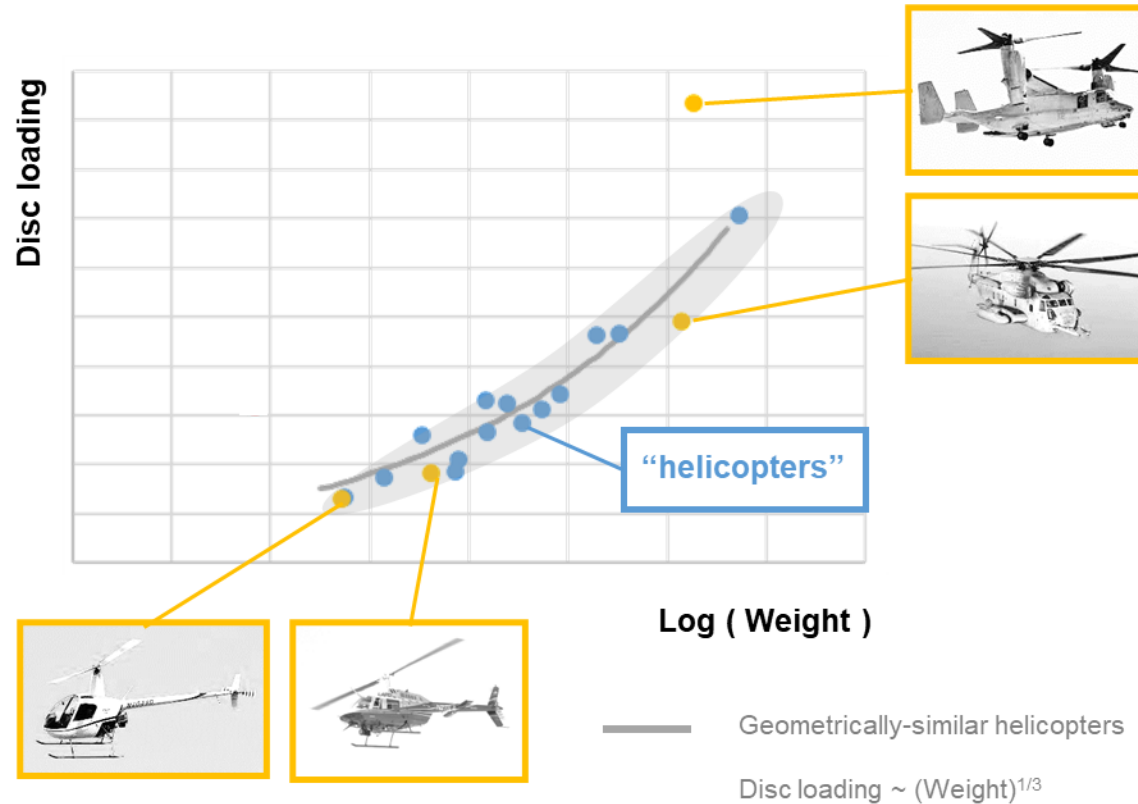 Disc loading
“helicopters”
Log ( Weight )
Geometrically-similar helicopters
Disc loading ~ (Weight)1/3